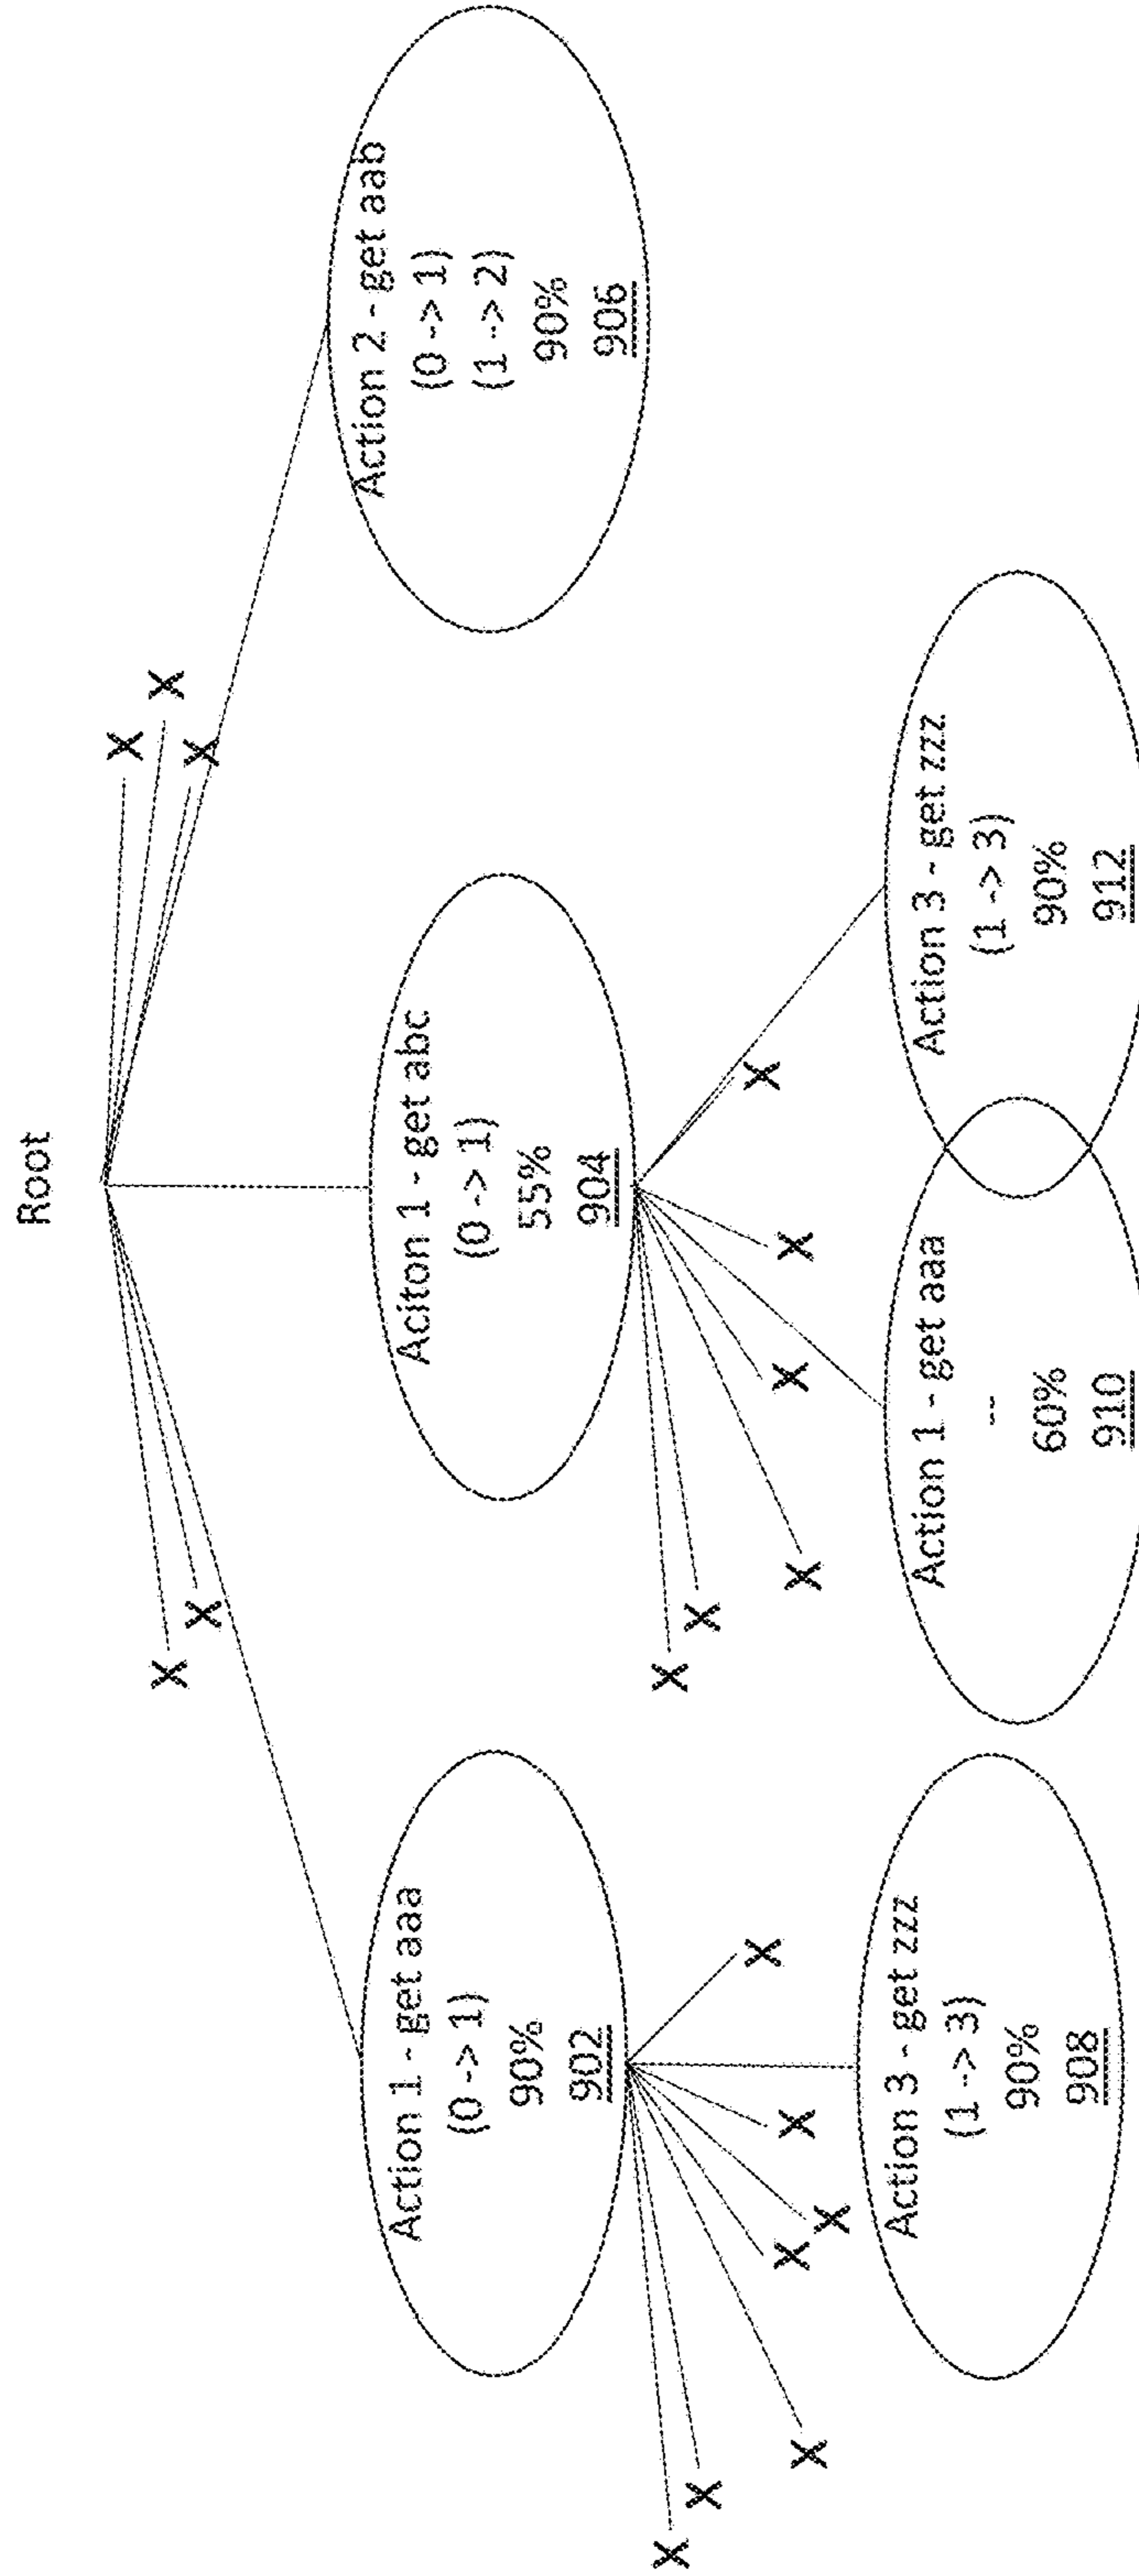 Root
X
X
X
X
X
Action 1 - get aaa
(0 -> 1)
90%
902
Aciton 1 - get abc
(0 -> 1)
55%
904
Action 2 - get aab
(0 -> 1)
(1 -> 2)
90%
906
X
X
X
X
X
X
X
X
X
X
X
X
X
Action 3 - get zzz
(1 -> 3)
90%
908
Action 1 - get aaa
--
60%
910
Action 3 - get zzz
(1 -> 3)
90%
912